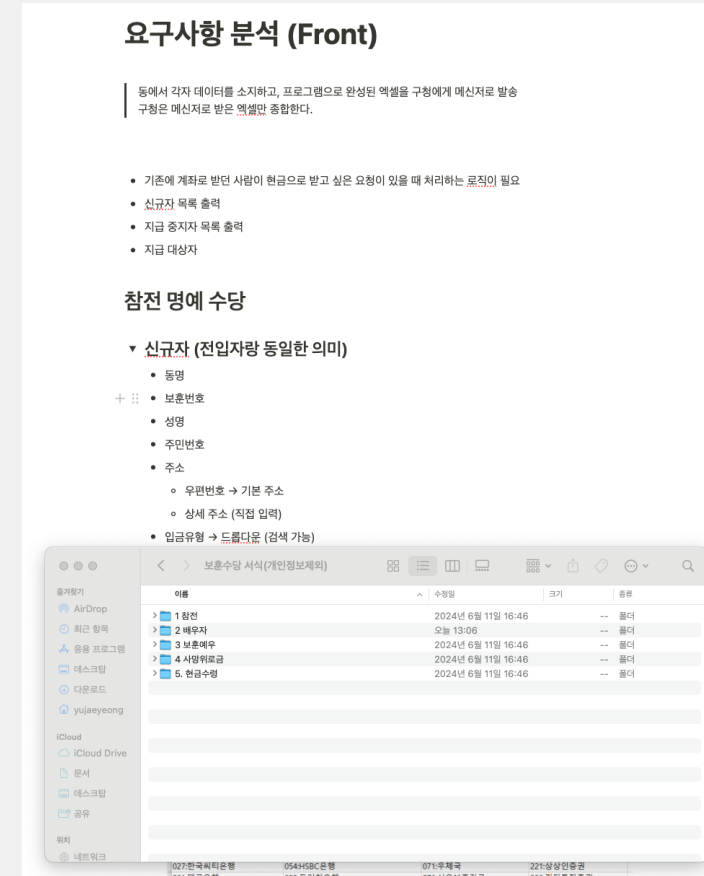 요구사항 분석 (Front)
동에서 각자 데이터를 소지하고, 프로그램으로 완성된 엑셀을 구청에게 메신저로 발송
구청은 메신저로 받은 엑셀만 종합한다.
기존에 계좌로 받던 사람이 현금으로 받고 싶은 요청이 있을 때 처리하는 로직이 필요
신규자 목록 출력
지급 중지자 목록 출력
지급 대상자
참전 명예 수당
신규자 (전입자랑 동일한 의미)
동명
보훈번호
성명
주민번호
주소
우편번호 → 기본 주소
상세 주소 (직접 입력)
입금유형 → 드롭다운 (검색 가능)
보훈수당 서식(개인정보제외)
즐겨찾기
AirDrop
최근 항목
응용 프로그램
데스크탑
다운로드
yujaeyeong
iCloud
iCloud Drive
문서
데스크탑
공유
위치
네트워크
이름 수정일 크기 종류
1 참전 2024년 6월 11일 16:46 -- 폴더
2 배우자 오늘 13:06 -- 폴더
3 보훈예우 2024년 6월 11일 16:46 -- 폴더
4 사망위로금 2024년 6월 11일 16:46 -- 폴더
5. 현금수령 2024년 6월 11일 16:46 -- 폴더
027:한국씨티은행 054:HSBC은행 071:우체국 221:상상인증권